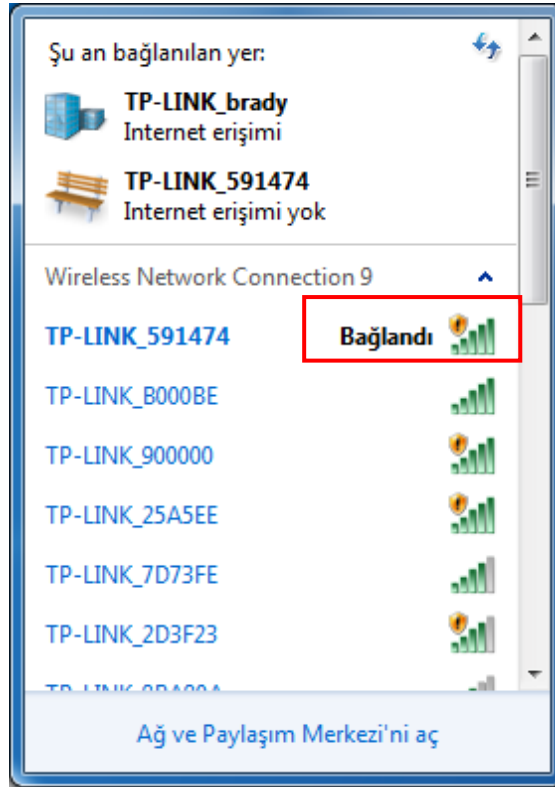 Şu an bağlanılan yer:
TP-LINK_brady
Internet erişimi
TP-LINK_591474
Internet erişimi yok
Wireless Network Connection 9
TP-LINK_591474 Bağlandı
TP-LINK_B000BE
TP-LINK_900000
TP-LINK_25A5EE
TP-LINK_7D73FE
TP-LINK_2D3F23
Ağ ve Paylaşım Merkezi'ni aç